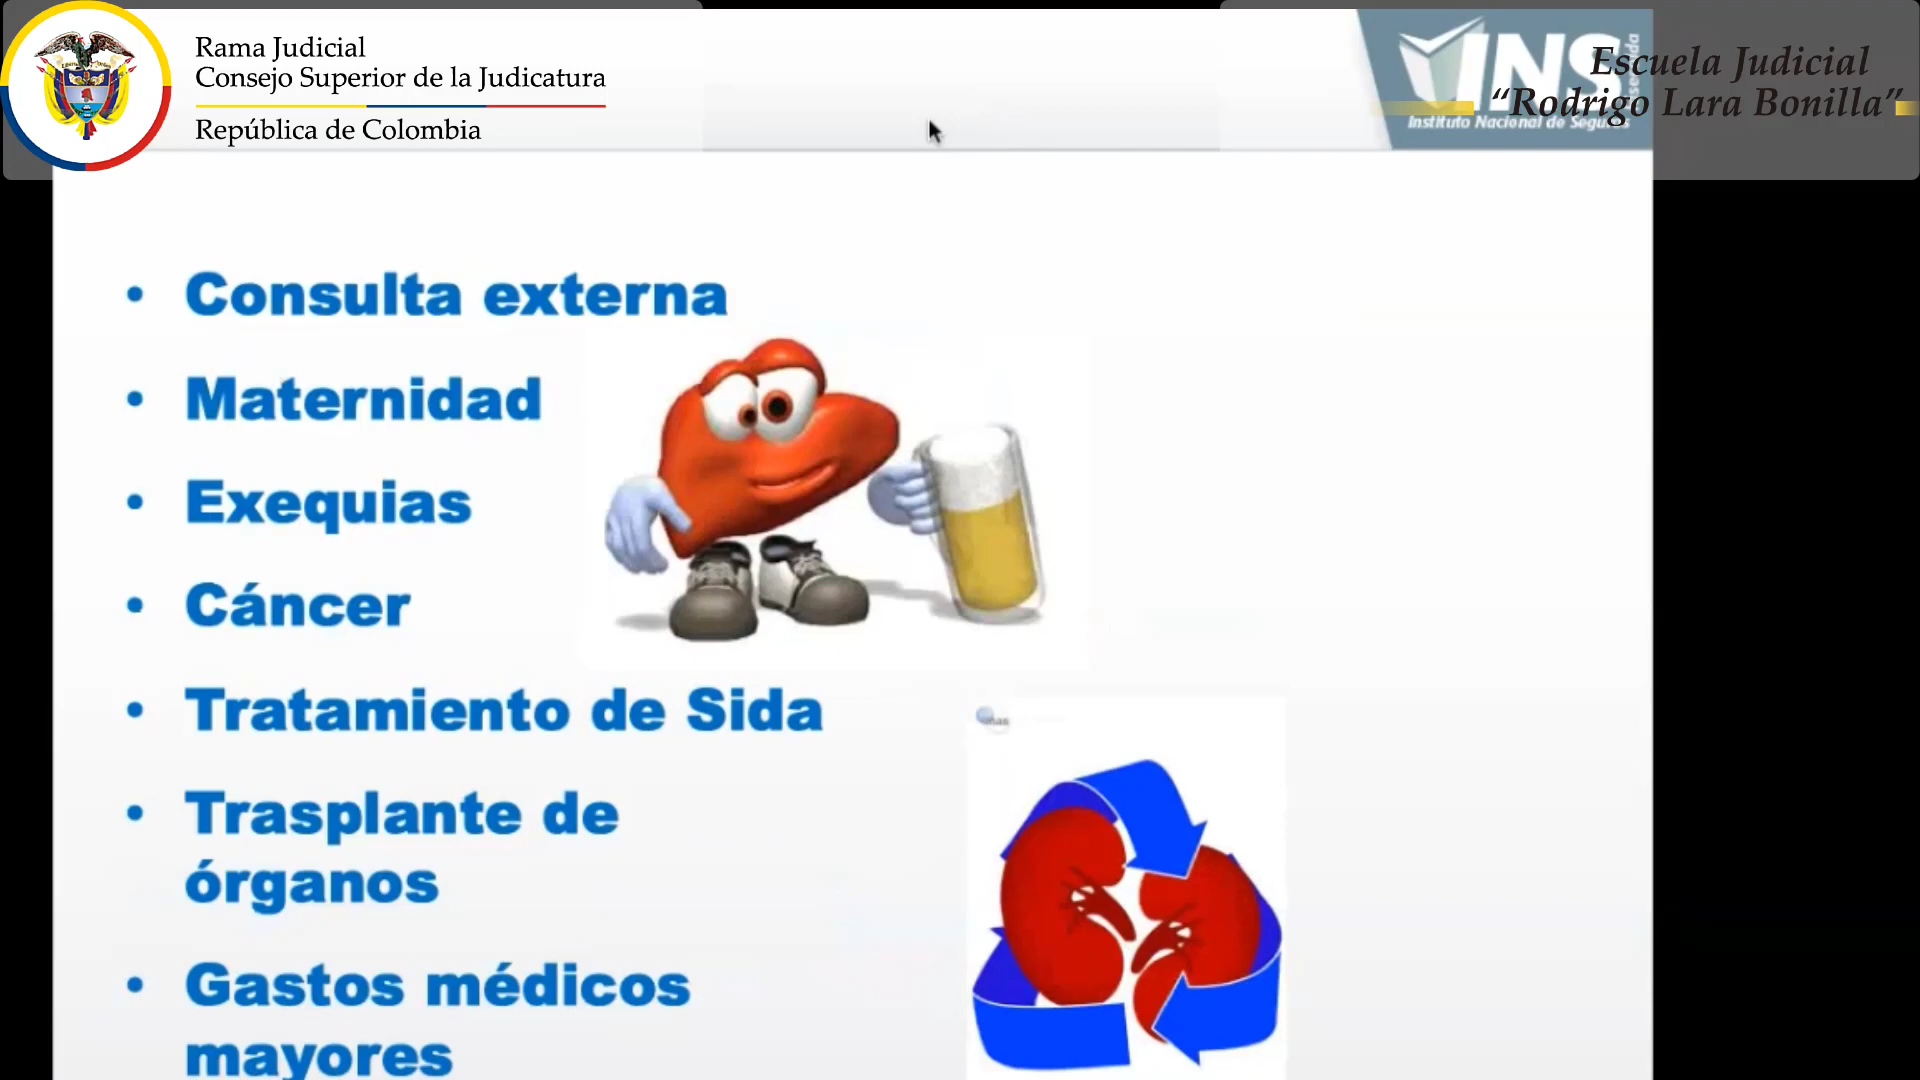 Rama Judicial
Consejo Superior de la Judicatura
República de Colombia
INS
Instituto Nacional de Seguros
Escuela Judicial
“Rodrigo Lara Bonilla”
• Consulta externa
• Maternidad
• Exequias
• Cáncer
• Tratamiento de Sida
• Trasplante de
órganos
• Gastos médicos
mayores